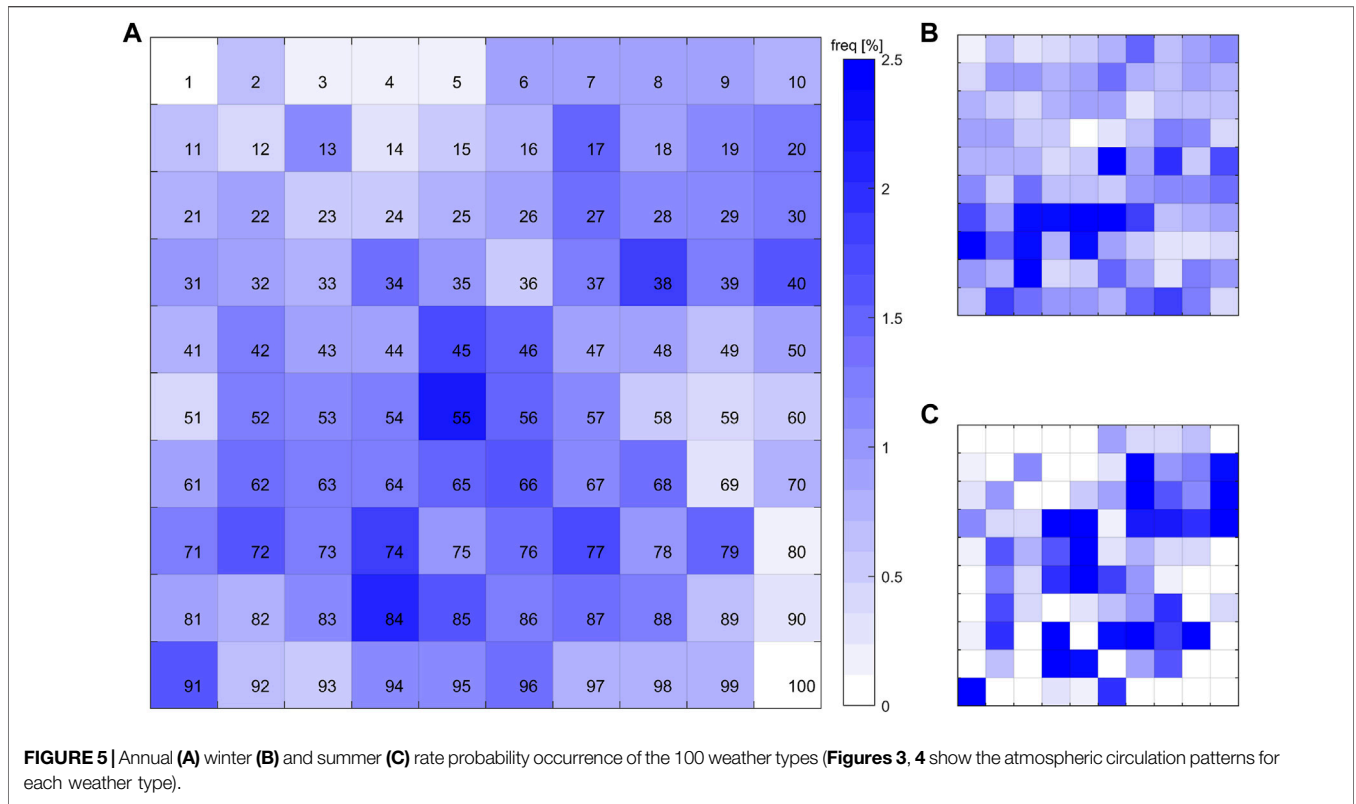 A
B
freq [%]
1 2 3 4 5 6 7 8 9 10
11 12 13 14 15 16 17 18 19 20
21 22 23 24 25 26 27 28 29 30
31 32 33 34 35 36 37 38 39 40
41 42 43 44 45 46 47 48 49 50
51 52 53 54 55 56 57 58 59 60
61 62 63 64 65 66 67 68 69 70
71 72 73 74 75 76 77 78 79 80
81 82 83 84 85 86 87 88 89 90
91 92 93 94 95 96 97 98 99 100
2.5
2
1.5
1
0.5
0
C
FIGURE 5 | Annual (A) winter (B) and summer (C) rate probability occurrence of the 100 weather types (Figures 3, 4 show the atmospheric circulation patterns for
each weather type).